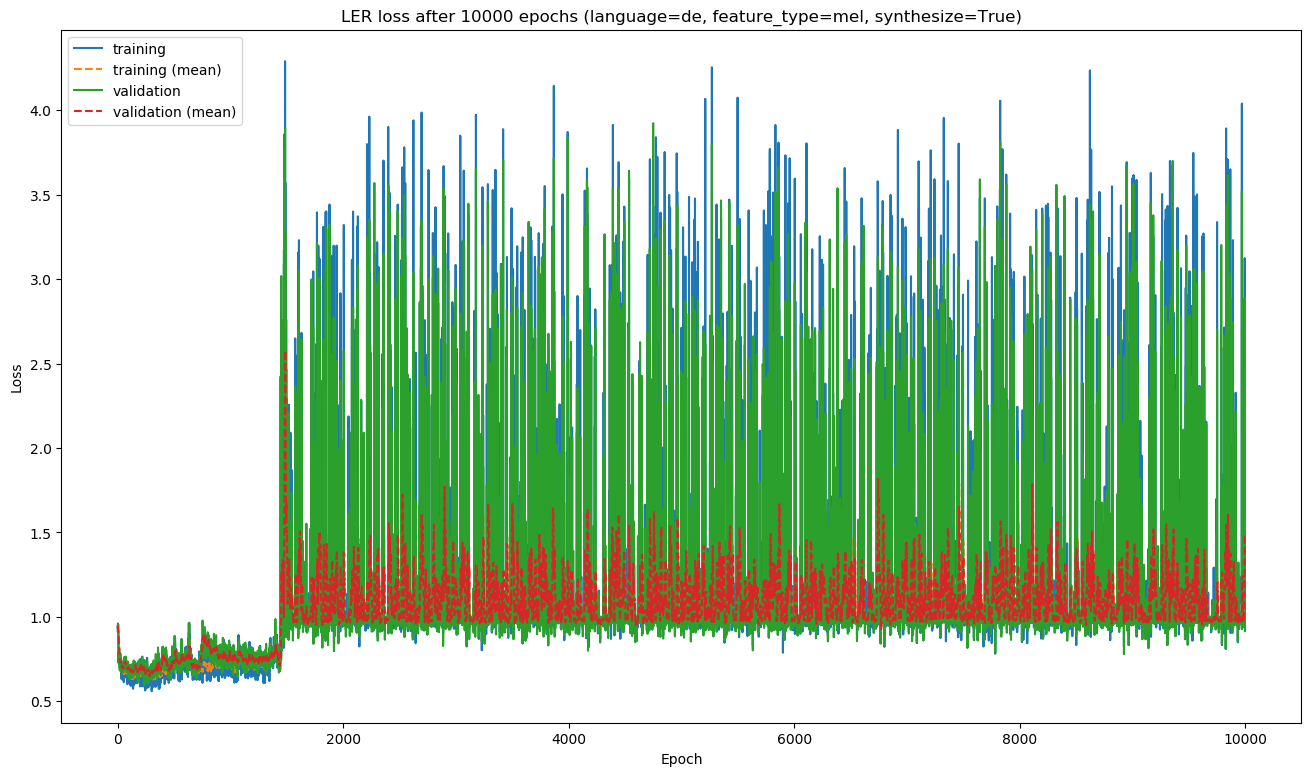 LER loss after 10000 epochs (language=de, feature_type=mel, synthesize=True)
training
training (mean)
validation
validation (mean)
4.0
3.5
3.0
2.5
2.0
1.5
1.0
0.5
Loss
0
2000
4000
6000
8000
10000
Epoch